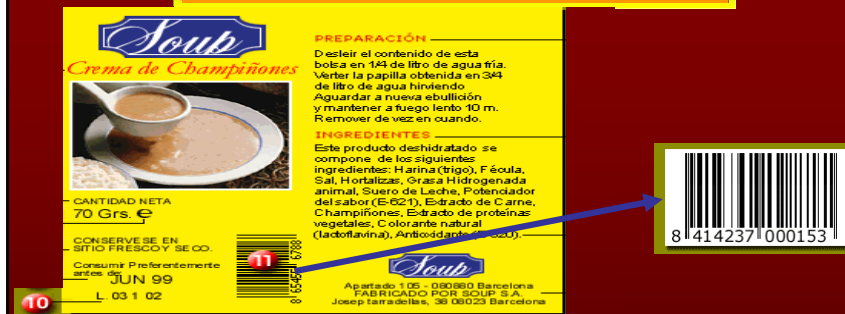 Soup
Crema de Champiñones
CANTIDAD NETA
70 Grs. e
CONSERVESE EN
SITIO FRESCO Y SECO.
Consumir Preferentemerte
antes de:
JUN 99
10
L. 03 1 02
11
6788
PREPARACIÓN
Desleir el contenido de esta
bolsa en 1/4 de litro de agua fría.
Verter la papilla obtenida en 3/4
de litro de agua hirviendo
Aguardar a nueva ebullición
y mantener a fuego lento 10 m.
Remover de vez en cuando.
INGREDIENTES
Este producto deshidratado se
compone de los siguientes
ingredientes: Harina (trigo), Fécula,
Sal, Hortalizas, Grasa Hidrogenada
animal, Suero de Leche, Potenciador
del sabor (E-621), Extracto de Carne,
Champiñones, Extracto de proteínas
vegetales, Colorante natural
(lactoflavina), Antioxidante
Soup
Apartado 105 - 080880 Barcelona
FABRICADO POR SOUP S.A.
Josep tarradellas, 38 08023 Barcelona
8 414237 000153